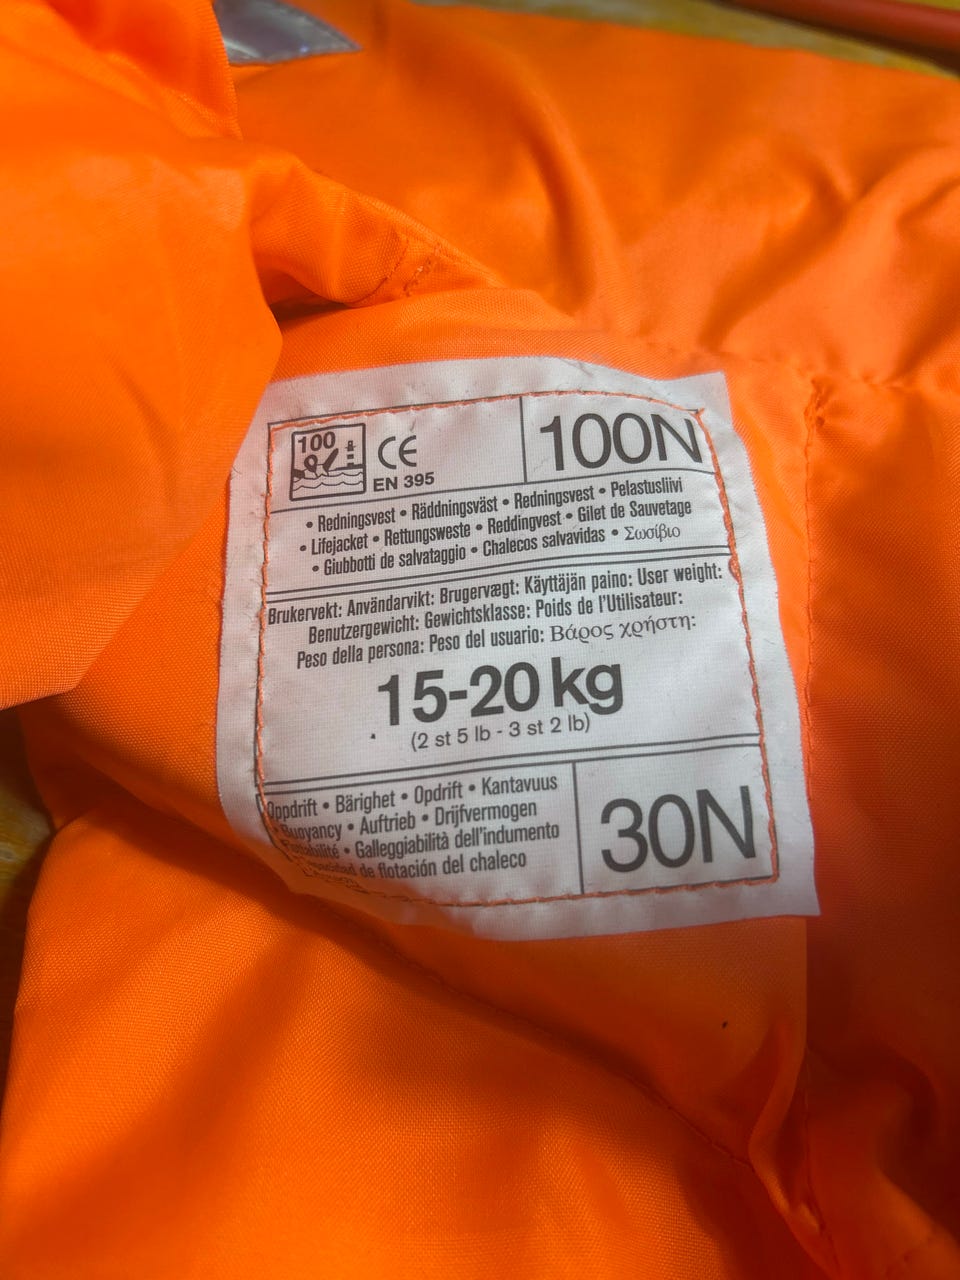 100
CE
EN 395
100N
• Redningsvest • Räddningsväst • Redningsvest • Pelastusliivi
• Lifejacket • Rettungsweste • Reddingvest • Gilet de Sauvetage
• Giubbotti de salvataggio • Chalecos salvavidas • Σωσίβιο
Brukervekt: Användarvikt: Brugervægt: Käyttäjän paino: User weight:
Benutzergewicht: Gewichtsklasse: Poids de l'Utilisateur:
Peso della persona: Peso del usuario: Βάρος χρήστη:
15-20 kg
(2 st 5 lb - 3 st 2 lb)
Oppdrift • Bärighet • Opdrift • Kantavuus
Buoyancy • Auftrieb • Drijfvermogen
Flottabilité • Galleggiabilità dell'indumento
Capacidad de flotación del chaleco
30N